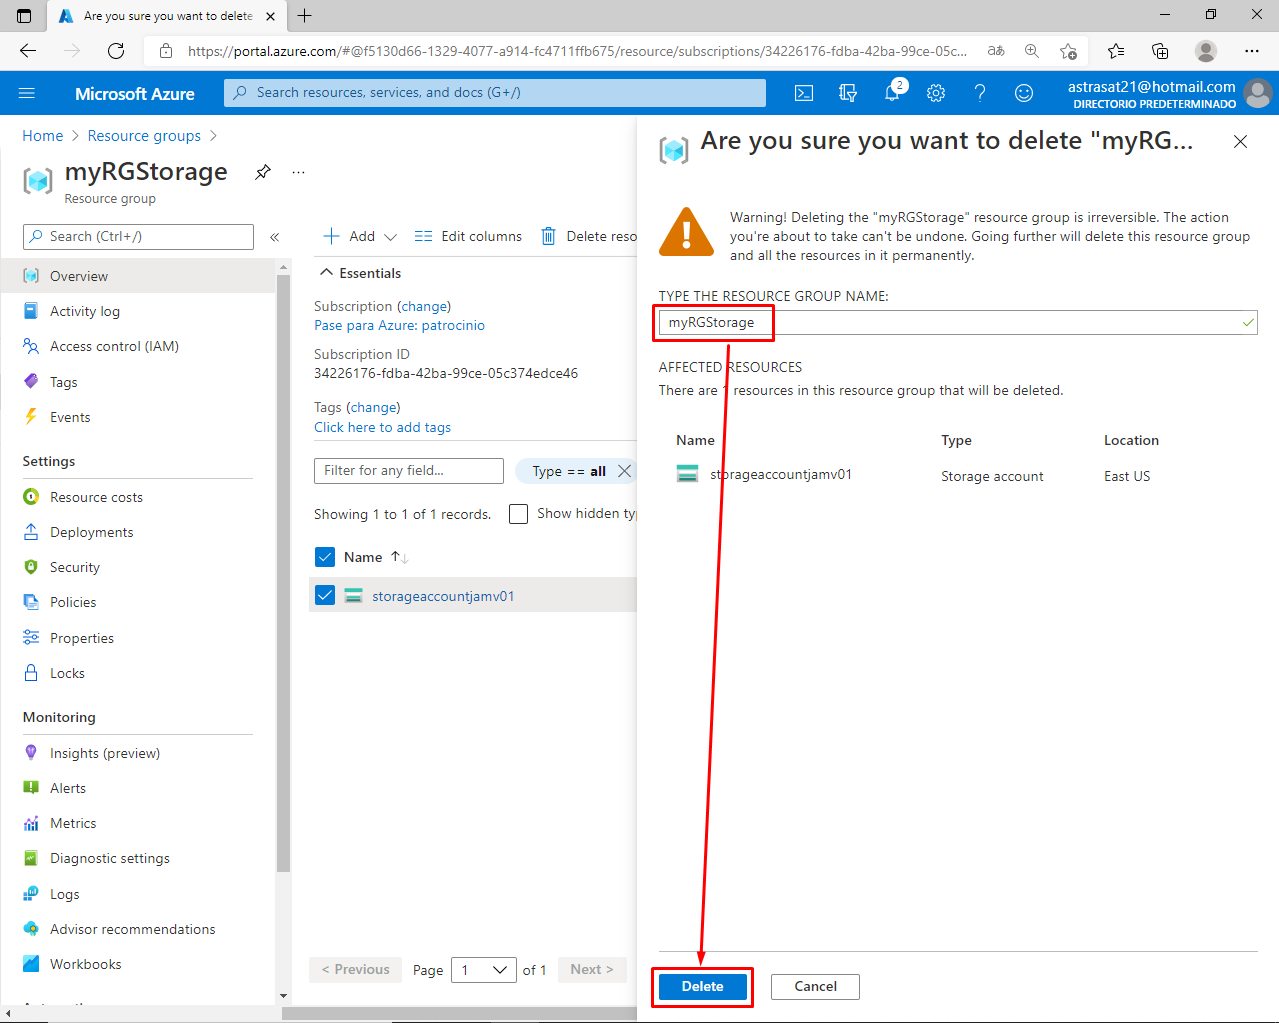 Are you sure you want to delete
https://portal.azure.com/#@f5130d66-1329-4077-a914-fc4711ffb675/resource/subscriptions/34226176-fdba-42ba-99ce-05c...
aあ
Microsoft Azure
Search resources, services, and docs (G+/)
2
astrasat21@hotmail.com
DIRECTORIO PREDETERMINADO
Home > Resource groups >
myRGStorage
...
Resource group
Search (Ctrl+/)
«
Overview
Activity log
Access control (IAM)
Tags
Events
Settings
Resource costs
Deployments
Security
Policies
Properties
Locks
Monitoring
Insights (preview)
Alerts
Metrics
Diagnostic settings
Logs
Advisor recommendations
Workbooks
Add
Edit columns
Delete reso
Essentials
Subscription (change)
Pase para Azure: patrocinio
Subscription ID
34226176-fdba-42ba-99ce-05c374edce46
Tags (change)
Click here to add tags
Filter for any field...
Type == all
Showing 1 to 1 of 1 records.
Show hidden ty
Name ↑↓
storageaccountjamv01
< Previous
Page
1
of 1
Next >
Are you sure you want to delete "myRG...
Warning! Deleting the "myRGStorage" resource group is irreversible. The action
you're about to take can't be undone. Going further will delete this resource group
and all the resources in it permanently.
TYPE THE RESOURCE GROUP NAME:
myRGStorage
AFFECTED RESOURCES
There are 1 resources in this resource group that will be deleted.
Name Type Location
storageaccountjamv01 Storage account East US
Delete
Cancel